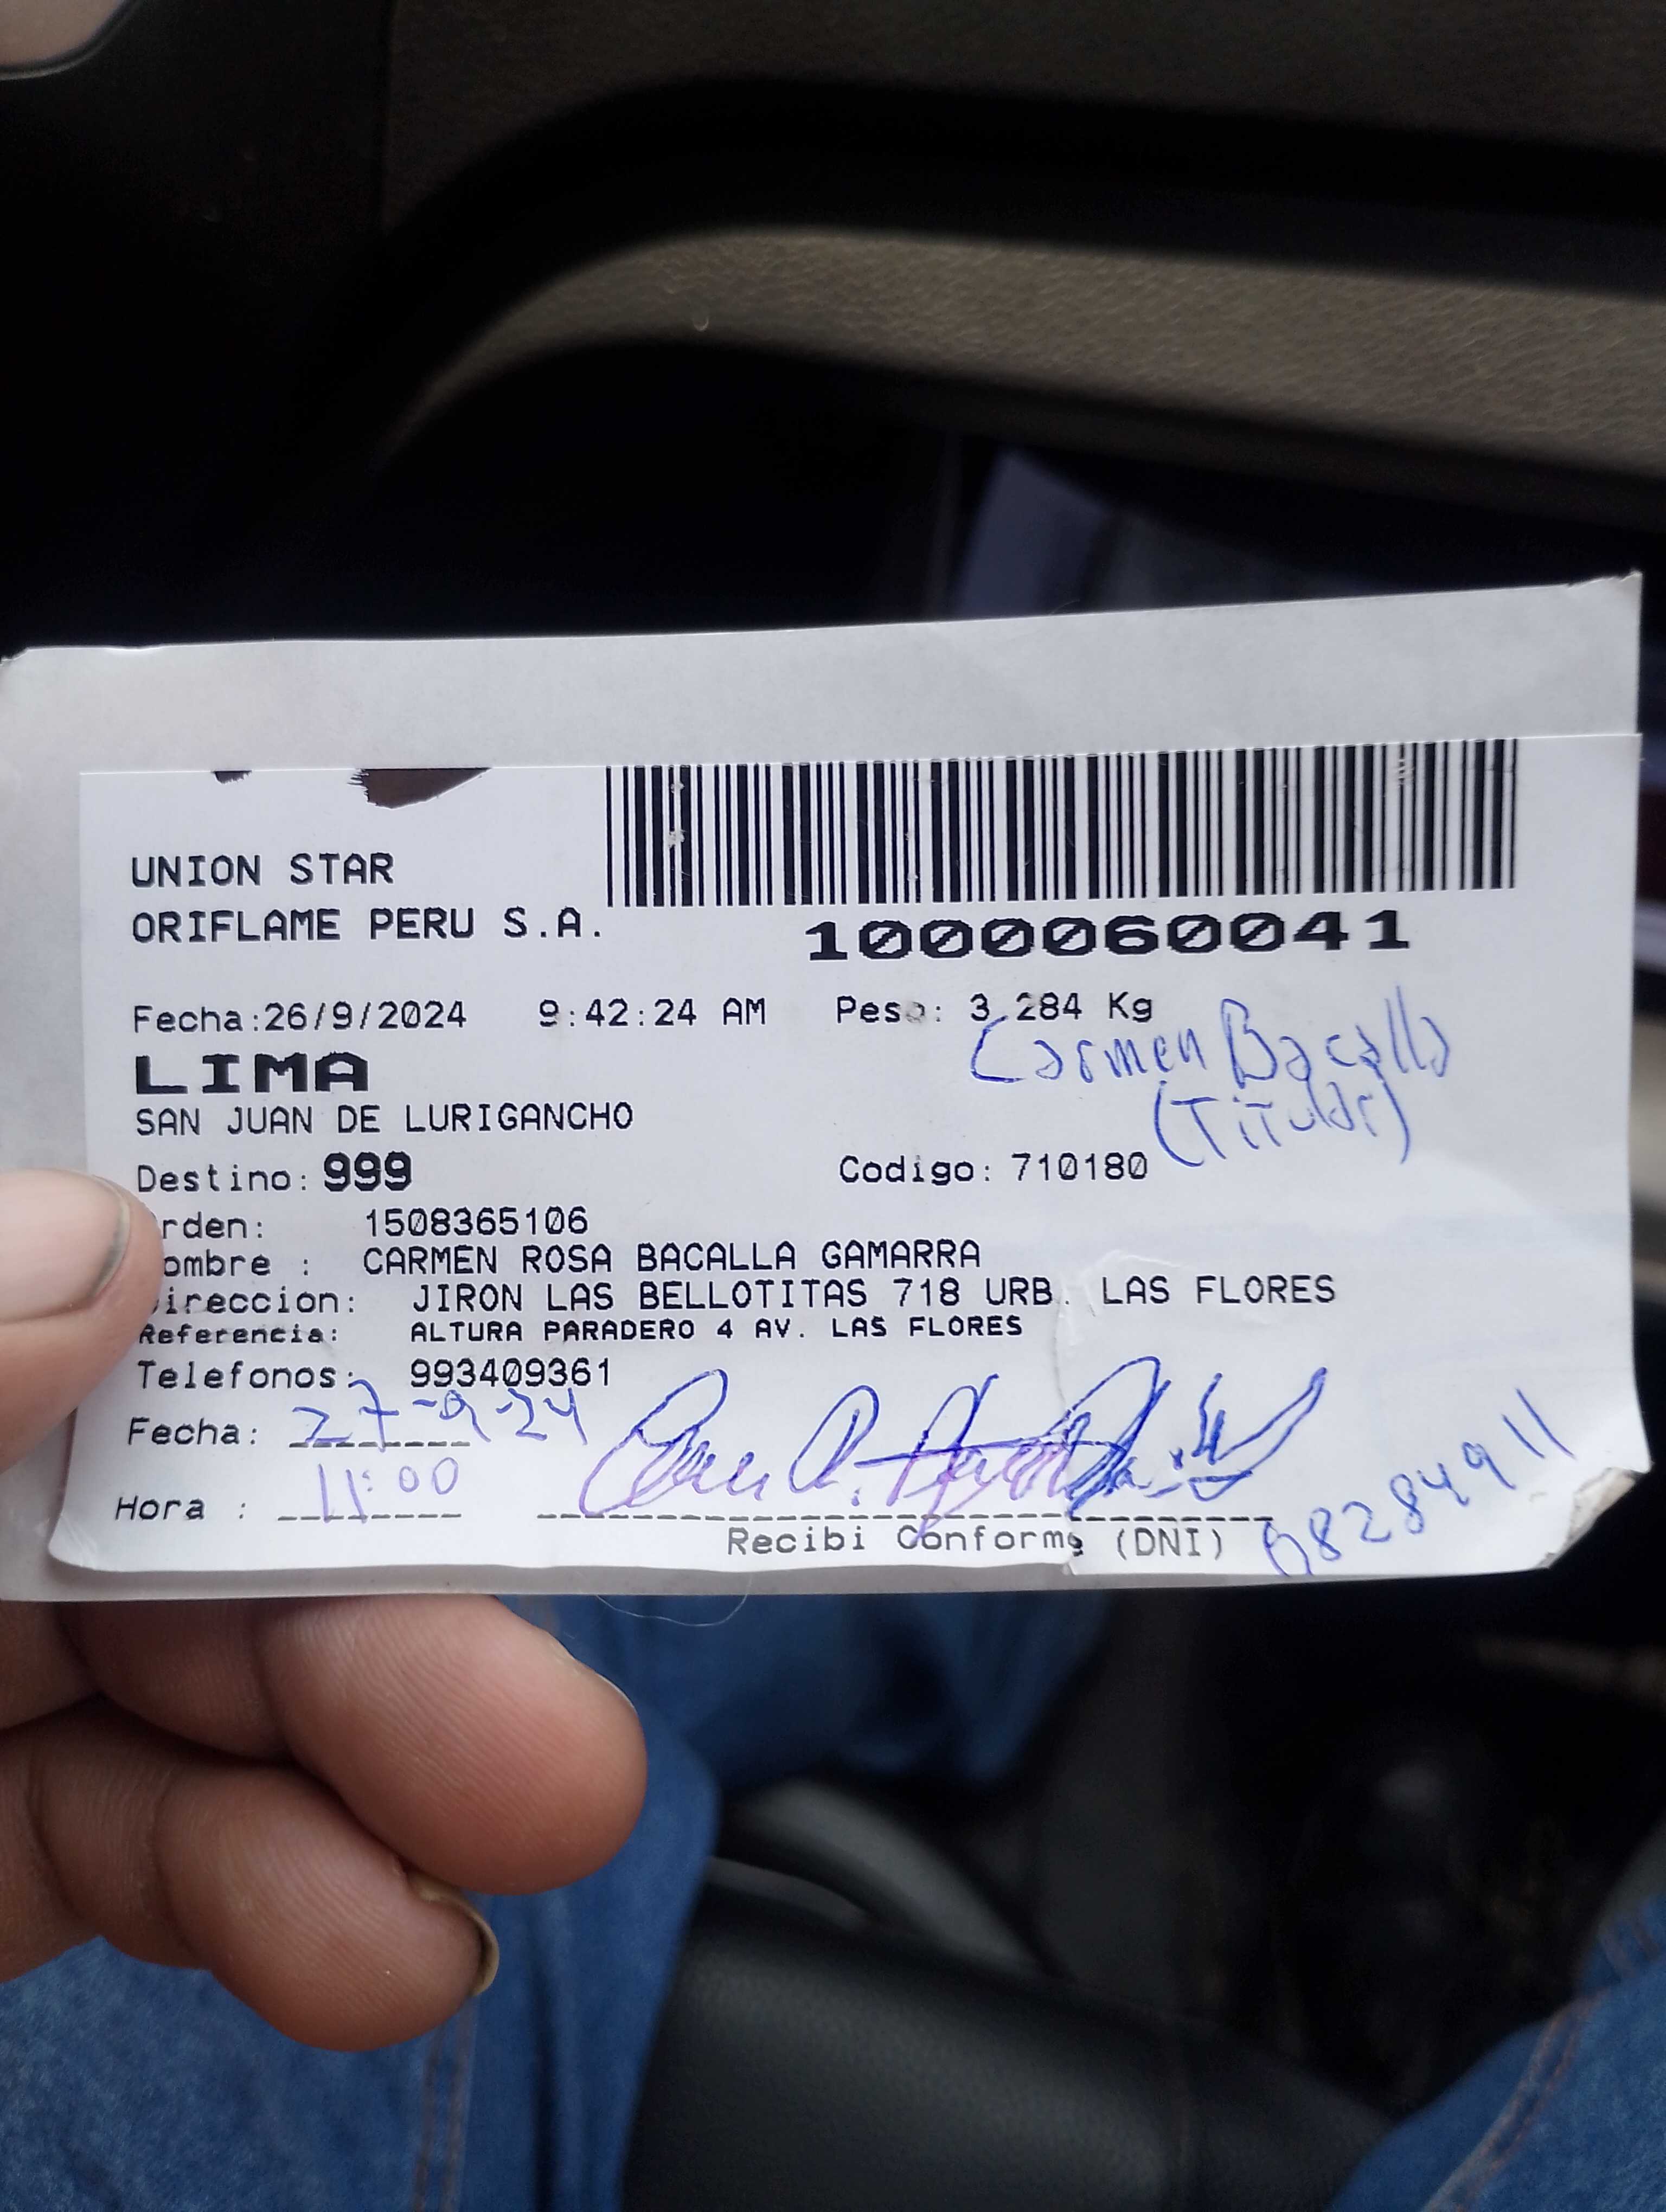 UNION STAR
ORIFLAME PERU S.A.
1000060041
Fecha:26/9/2024 9:42:24 AM Peso: 3.284 Kg
Carmen Bacalla
(Titular)
LIMA
SAN JUAN DE LURIGANCHO
Destino: 999 Codigo: 710180
rden: 1508365106
ombre : CARMEN ROSA BACALLA GAMARRA
ireccion: JIRON LAS BELLOTITAS 718 URB. LAS FLORES
Referencia: ALTURA PARADERO 4 AV. LAS FLORES
Telefonos: 993409361
Fecha: 27-9-24
Hora : 11:00
Recibi Conforme (DNI)